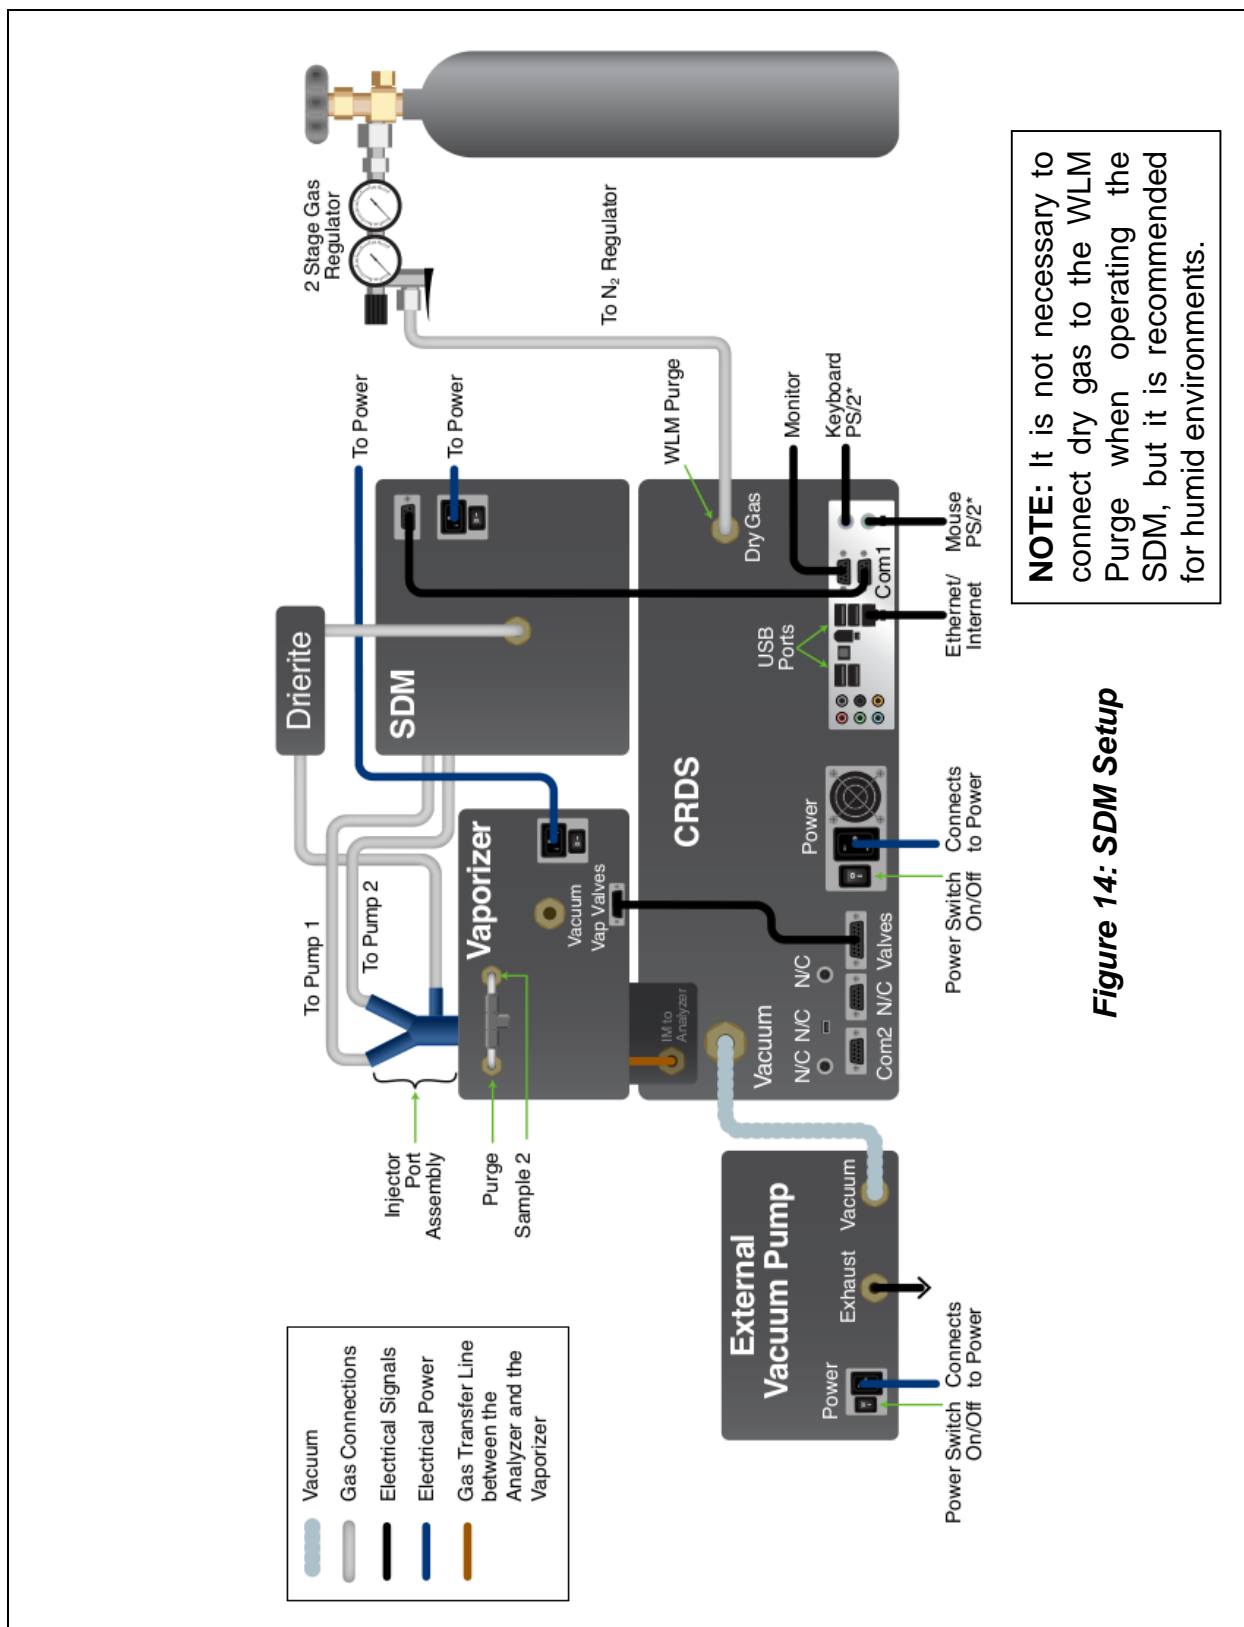 2 Stage Gas
Regulator
To N₂ Regulator
To Power
To Power
WLM Purge
Monitor
Keyboard
PS/2*
Drierite
SDM
Dry Gas
USB
Ports
Com1
Mouse
PS/2*
Ethernet/
Internet
To Pump 1
To Pump 2
Vaporizer
Vacuum
Vap Valves
CRDS
Power
Connects
to Power
Power Switch
On/Off
Injector
Port
Assembly
Purge
Sample 2
IM to
Analyzer
Vacuum
N/C
N/C
N/C
Com2
N/C
Valves
External
Vacuum Pump
Vacuum
Exhaust
Power
Connects
to Power
Power Switch
On/Off
Vacuum
Gas Connections
Electrical Signals
Electrical Power
Gas Transfer Line
between the
Analyzer and the
Vaporizer
NOTE: It is not necessary to
connect dry gas to the WLM
Purge when operating the
SDM, but it is recommended
for humid environments.
Figure 14: SDM Setup